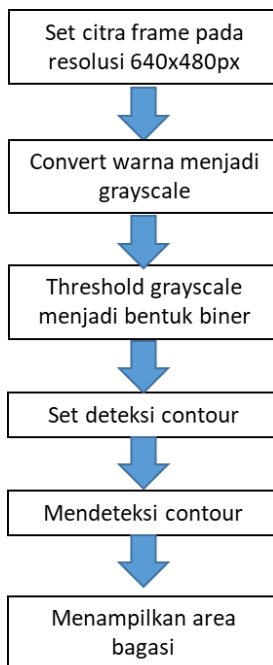 Set citra frame pada
resolusi 640x480px
Convert warna menjadi
grayscale
Threshold grayscale
menjadi bentuk biner
Set deteksi contour
Mendeteksi contour
Menampilkan area
bagasi